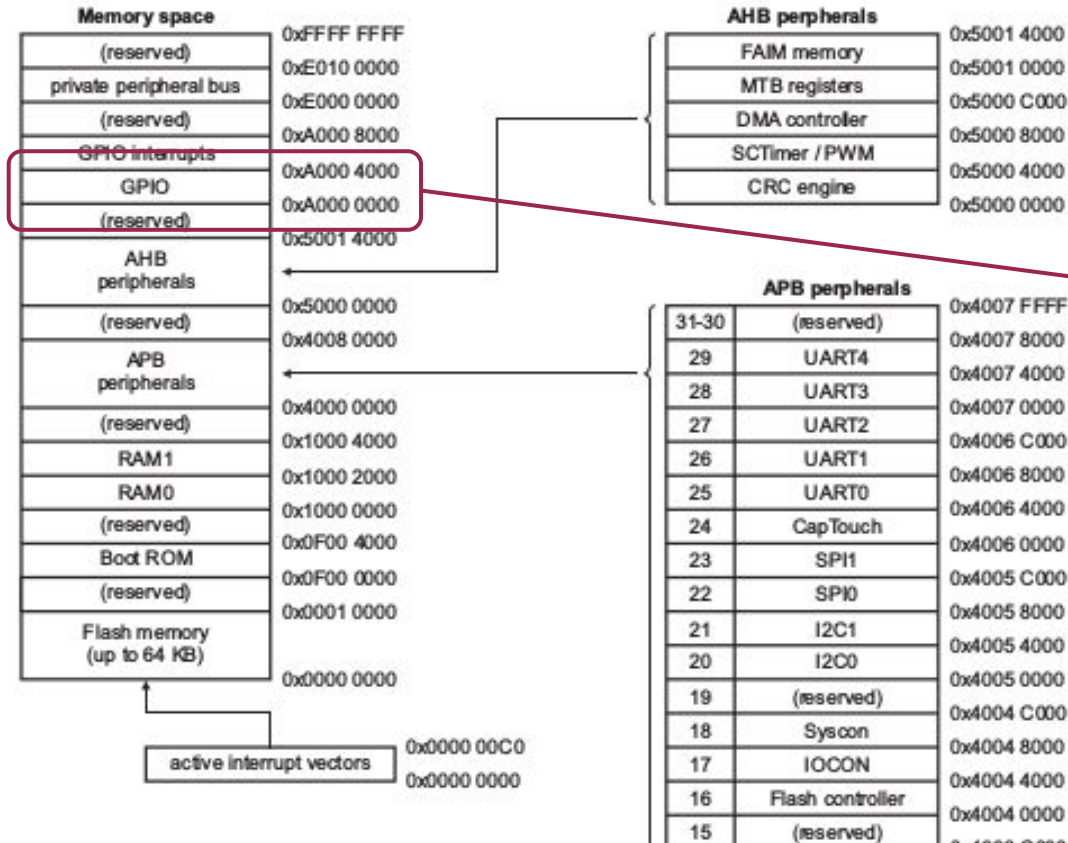 Memory space
0xFFFF FFFF
(reserved)
0xE010 0000
private peripheral bus
0xE000 0000
(reserved)
0xA000 8000
GPIO interrupts
0xA000 4000
GPIO
0xA000 0000
(reserved)
0x5001 4000
AHB
peripherals
0x5000 0000
(reserved)
0x4008 0000
APB
peripherals
0x4000 0000
(reserved)
0x1000 4000
RAM1
0x1000 2000
RAM0
0x1000 0000
(reserved)
0x0F00 4000
Boot ROM
0x0F00 0000
(reserved)
0x0001 0000
Flash memory
(up to 64 KB)
0x0000 0000
active interrupt vectors
0x0000 00C0
0x0000 0000
AHB perpherals
0x5001 4000
FAIM memory
0x5001 0000
MTB registers
0x5000 C000
DMA controller
0x5000 8000
SCTimer / PWM
0x5000 4000
CRC engine
0x5000 0000
APB perpherals
0x4007 FFFF
31-30 (reserved)
0x4007 8000
29 UART4
0x4007 4000
28 UART3
0x4007 0000
27 UART2
0x4006 C000
26 UART1
0x4006 8000
25 UART0
0x4006 4000
24 CapTouch
0x4006 0000
23 SPI1
0x4005 C000
22 SPI0
0x4005 8000
21 I2C1
0x4005 4000
20 I2C0
0x4005 0000
19 (reserved)
0x4004 C000
18 Syscon
0x4004 8000
17 IOCON
0x4004 4000
16 Flash controller
0x4004 0000
15 (reserved)